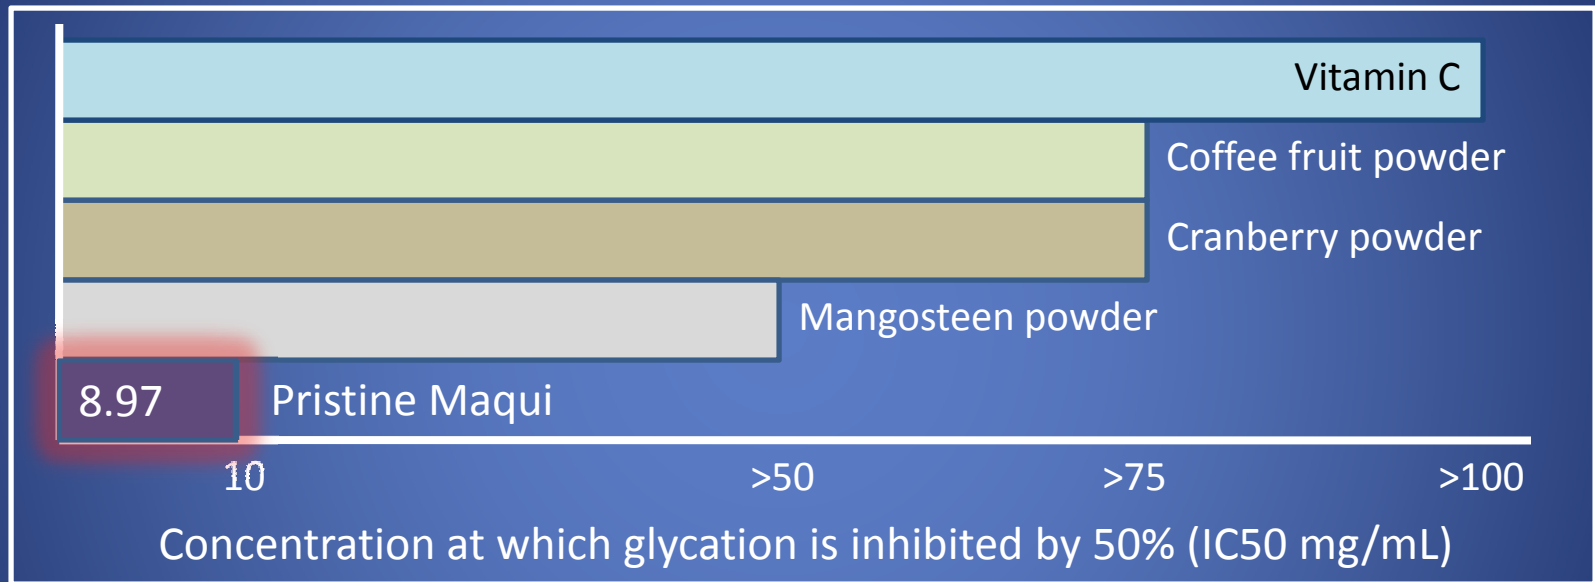 Vitamin C
Coffee fruit powder
Cranberry powder
Mangosteen powder
8.97 Pristine Maqui
10 >50 >75 >100
Concentration at which glycation is inhibited by 50% (IC50 mg/mL)